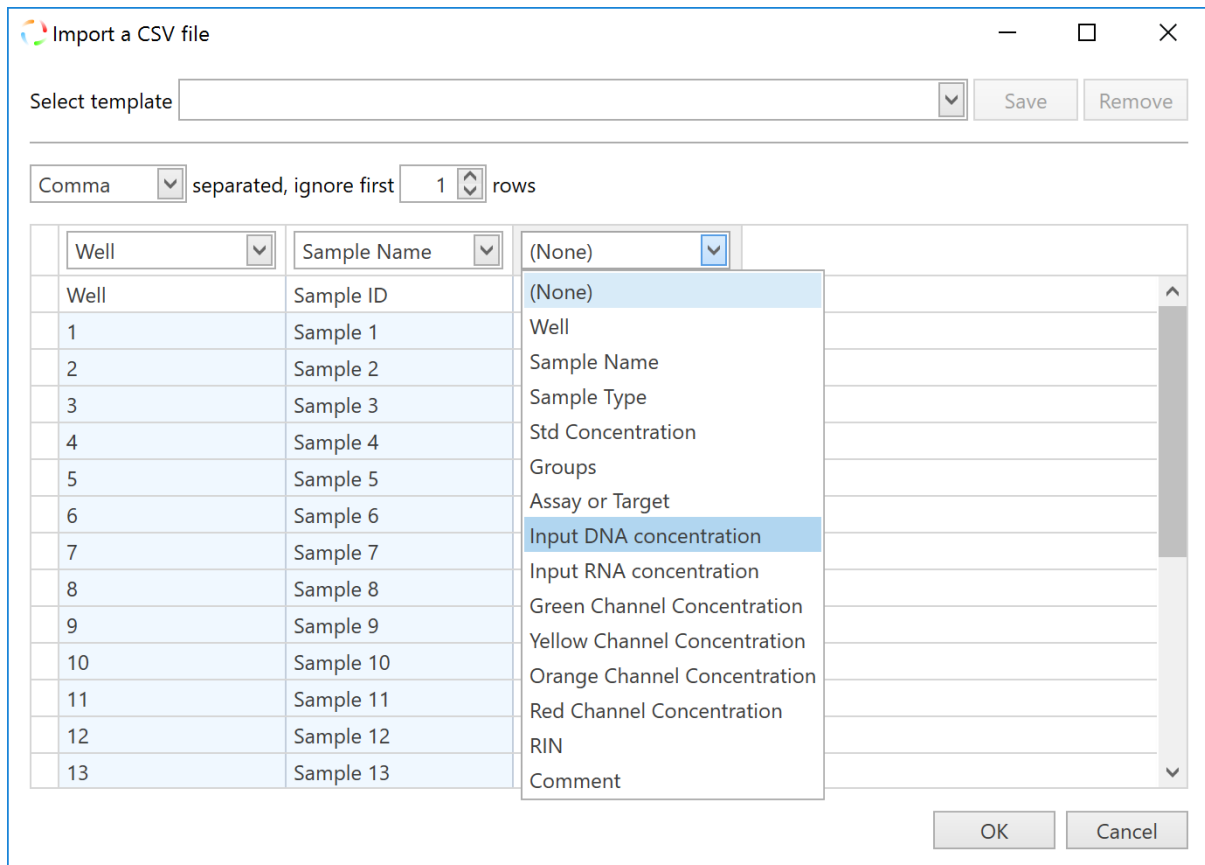 Import a CSV file
Select template Save Remove
Comma separated, ignore first 1 rows
Well Sample Name (None)
Well Sample ID (None)
1 Sample 1 Well
2 Sample 2 Sample Name
3 Sample 3 Sample Type
4 Sample 4 Std Concentration
5 Sample 5 Groups
6 Sample 6 Assay or Target
7 Sample 7 Input DNA concentration
8 Sample 8 Input RNA concentration
9 Sample 9 Green Channel Concentration
10 Sample 10 Yellow Channel Concentration
11 Sample 11 Orange Channel Concentration
12 Sample 12 Red Channel Concentration
13 Sample 13 RIN
Comment
OK Cancel